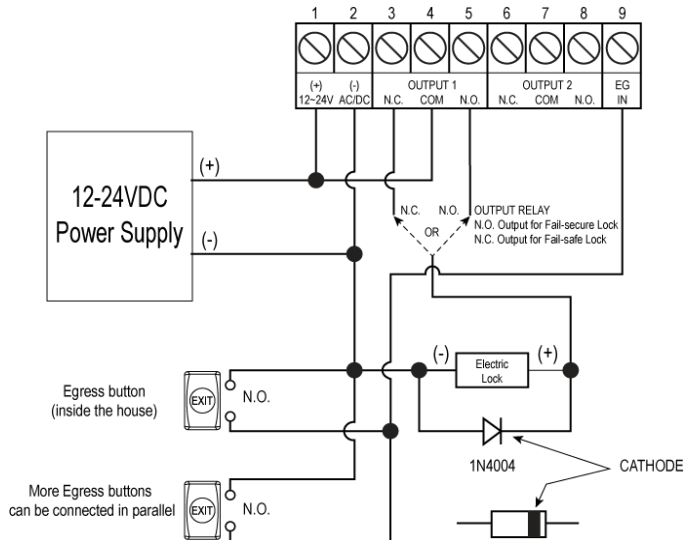 1 2 3 4 5 6 7 8 9
(+) (-) OUTPUT 1 OUTPUT 2 EG
12~24V AC/DC N.C. COM N.O. N.C. COM N.O. IN
(+)
12-24VDC
Power Supply
(-)
N.C. N.O. OUTPUT RELAY
OR N.O. Output for Fail-secure Lock
N.C. Output for Fail-safe Lock
(-) Electric (+)
Lock
Egress button
(inside the house)
EXIT N.O.
1N4004 CATHODE
More Egress buttons
can be connected in parallel
EXIT N.O.